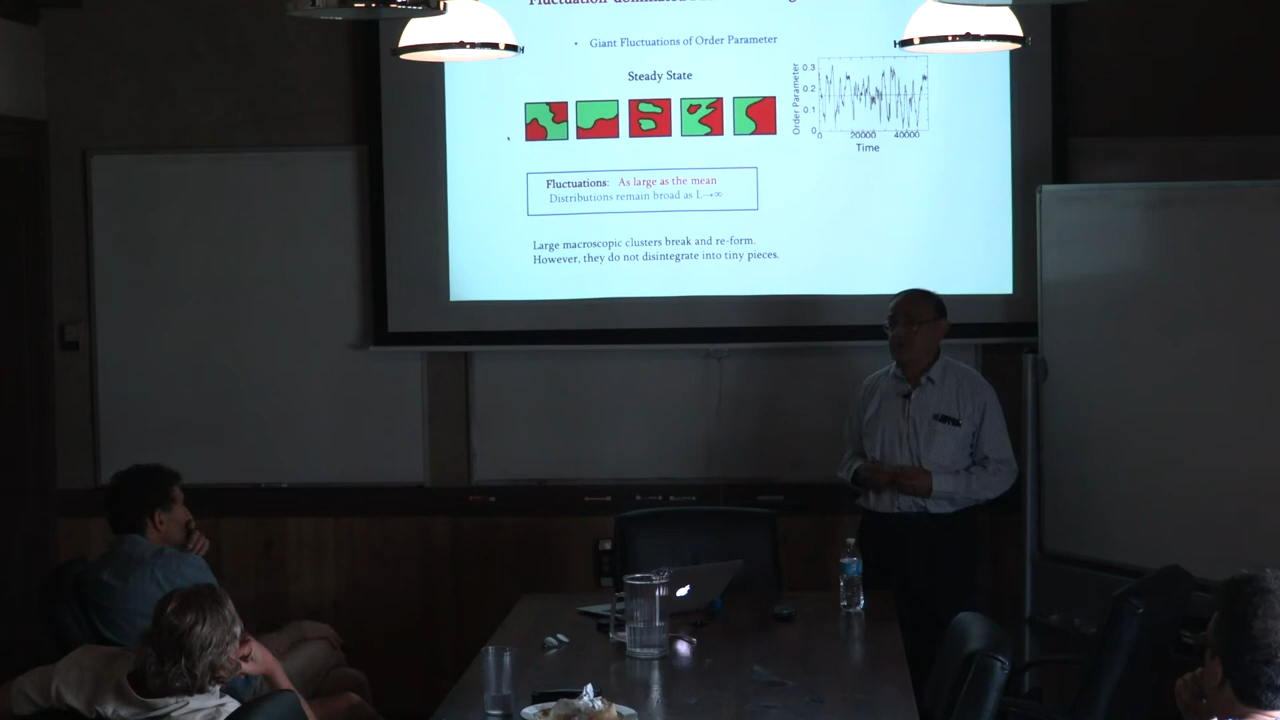 Giant Fluctuations of Order Parameter
Steady State
Order Parameter
0.3
0.2
0.1
0
0 20000 40000
Time
Fluctuations: As large as the mean
Distributions remain broad as L→∞
Large macroscopic clusters break and re-form.
However, they do not disintegrate into tiny pieces.